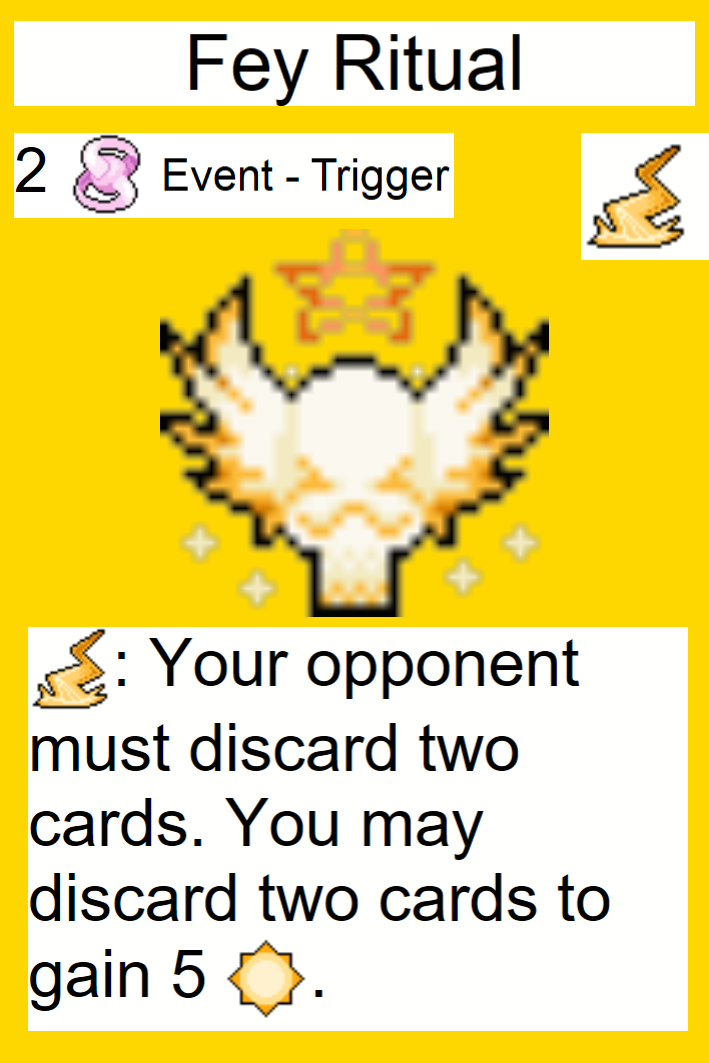 Fey Ritual
2 Event - Trigger
: Your opponent
must discard two
cards. You may
discard two cards to
gain 5 .